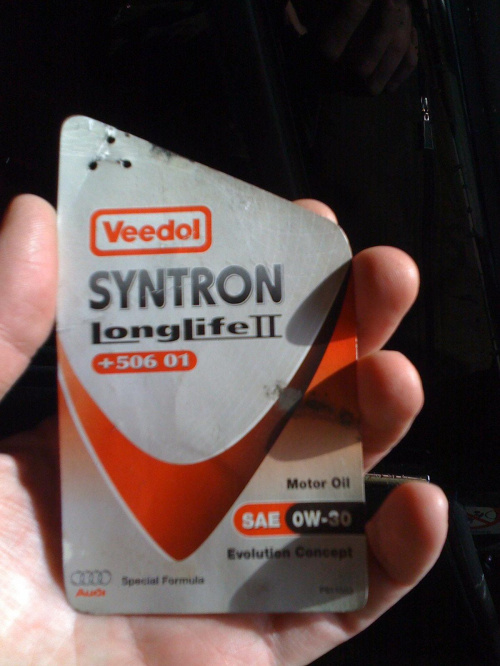 Veedol
SYNTRON
LongLife II
+506 01
Motor Oil
SAE 0W-30
Evolution Concept
Audi
Special Formula